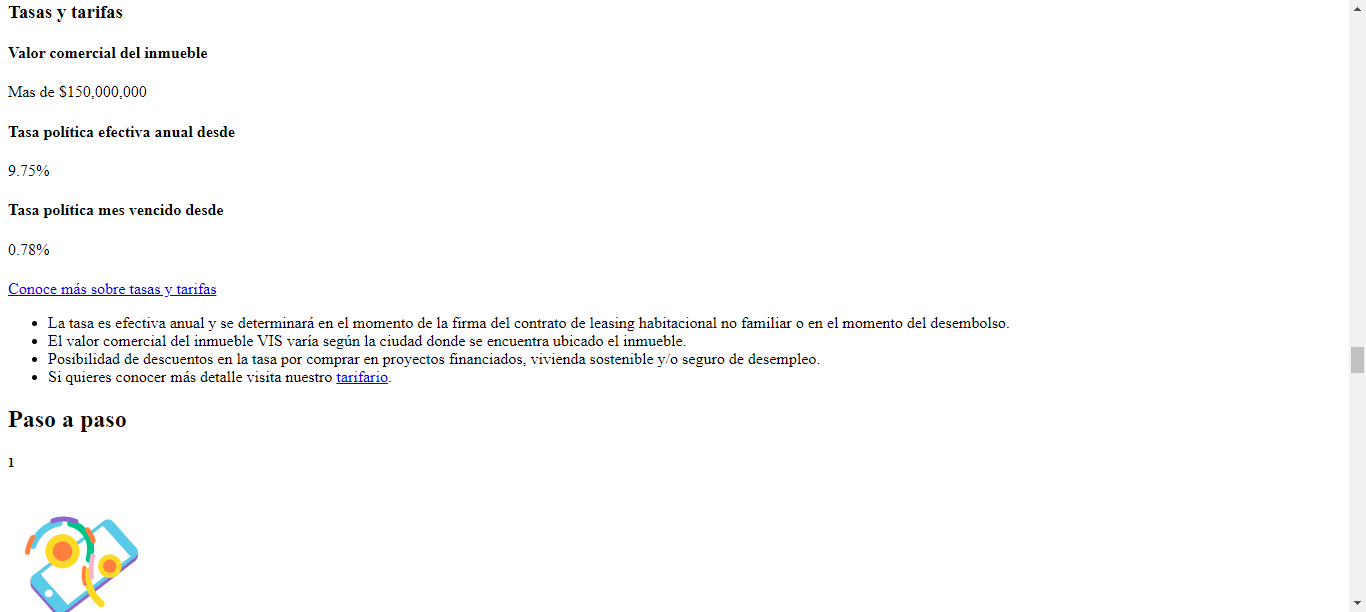 Tasas y tarifas
Valor comercial del inmueble
Mas de $150,000,000
Tasa política efectiva anual desde
9.75%
Tasa política mes vencido desde
0.78%
Conoce más sobre tasas y tarifas
La tasa es efectiva anual y se determinará en el momento de la firma del contrato de leasing habitacional no familiar o en el momento del desembolso.
El valor comercial del inmueble VIS varía según la ciudad donde se encuentra ubicado el inmueble.
Posibilidad de descuentos en la tasa por comprar en proyectos financiados, vivienda sostenible y/o seguro de desempleo.
Si quieres conocer más detalle visita nuestro tarifario.
Paso a paso
1